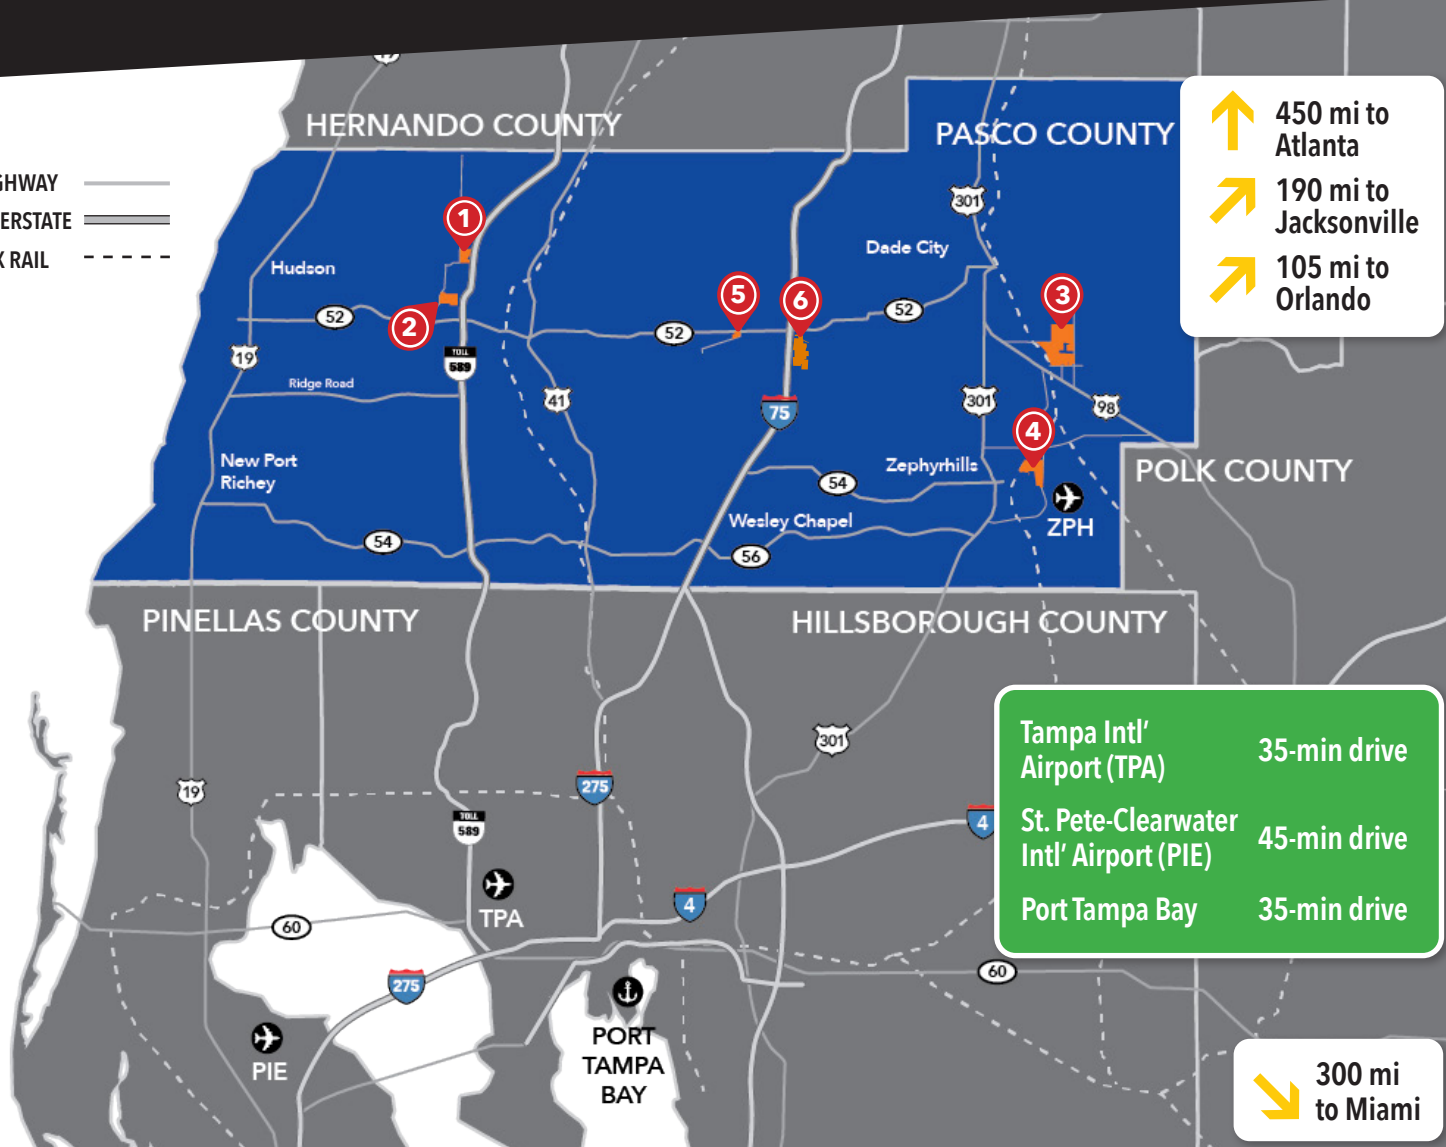 HERNANDO COUNTY
PASCO COUNTY
450 mi to
Atlanta
190 mi to
Jacksonville
105 mi to
Orlando
GHWAY
ERSTATE
X RAIL
1
301
Hudson
Dade City
2
52
5
6
52
52
3
19
TOLL
589
Ridge Road
41
75
301
98
4
New Port
Richey
Zephyrhills
54
POLK COUNTY
Wesley Chapel
ZPH
54
56
PINELLAS COUNTY
HILLSBOROUGH COUNTY
301
Tampa Intl’
Airport (TPA)
35-min drive
St. Pete-Clearwater
Intl’ Airport (PIE)
45-min drive
Port Tampa Bay
35-min drive
19
275
TOLL
589
4
4
TPA
60
60
275
PIE
PORT
TAMPA
BAY
300 mi
to Miami